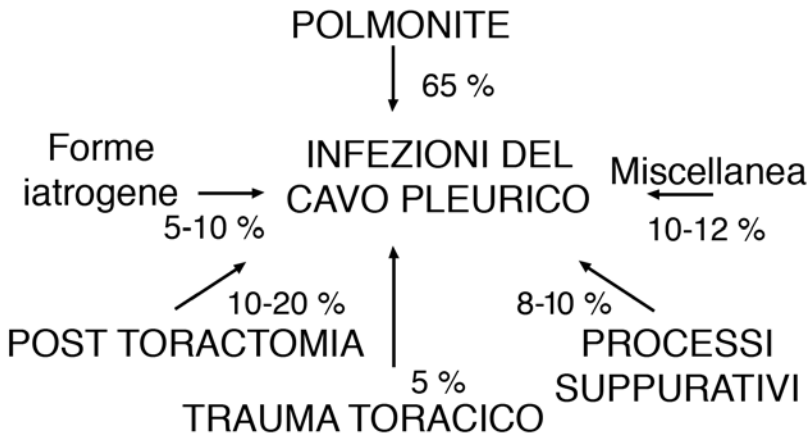 POLMONITE
65 %
Forme
iatrogene
5-10 %
INFEZIONI DEL
CAVO PLEURICO
Miscellanea
10-12 %
10-20 %
POST TORACTOMIA
5 %
TRAUMA TORACICO
8-10 %
PROCESSI
SUPPURATIVI